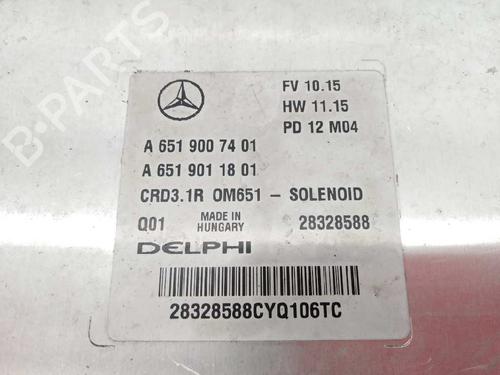 FV 10.15
HW 11.15
PD 12 M04
A 651 900 74 01
A 651 901 18 01
CRD3.1R OM651 – SOLENOID
Q01 MADE IN HUNGARY 28328588
DELPHI
28328588CYQ106TC
B-PARTS